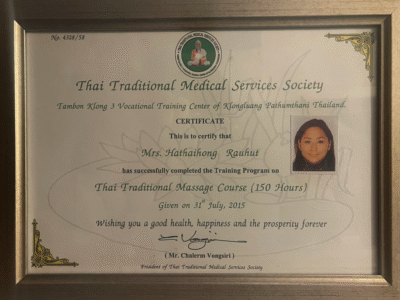 No. 4328/58
Thai Traditional Medical Services Society
Tambon Klong 3 Vocational Training Center of Klongluang Pathumthani Thailand.
CERTIFICATE
This is to certify that
Mrs. Hathaihong Rauhut
has successfully completed the Training Program on
Thai Traditional Massage Course (150 Hours)
Given on 31st July, 2015
Wishing you a good health, happiness and the prosperity forever
( Mr. Chalerm Vongsiri )
President of Thai Traditional Medical Services Society